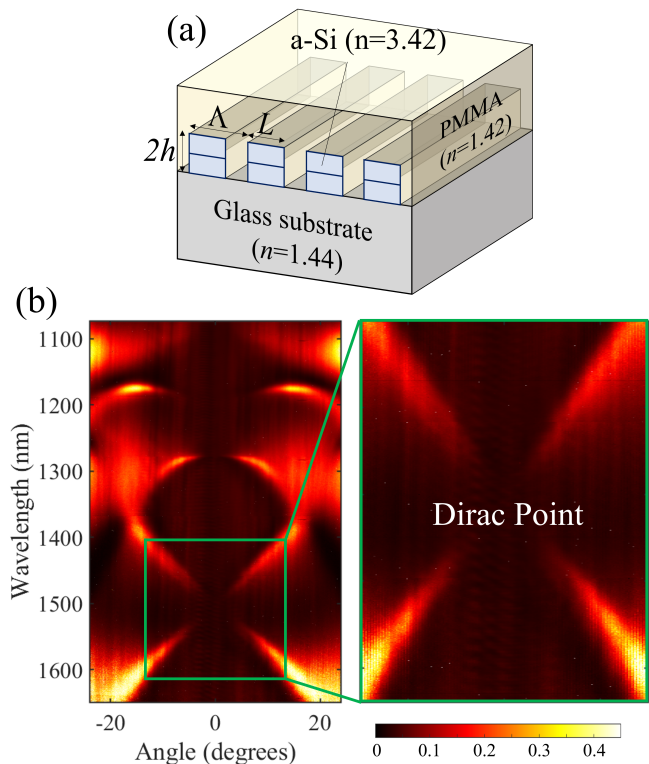 (a)
a-Si (n=3.42)
Λ
L
2h
PMMA
(n=1.42)
Glass substrate
(n=1.44)
(b)
1100
1200
1300
1400
1500
1600
Wavelength (nm)
-20
0
20
Angle (degrees)
Dirac Point
0
0.1
0.2
0.3
0.4